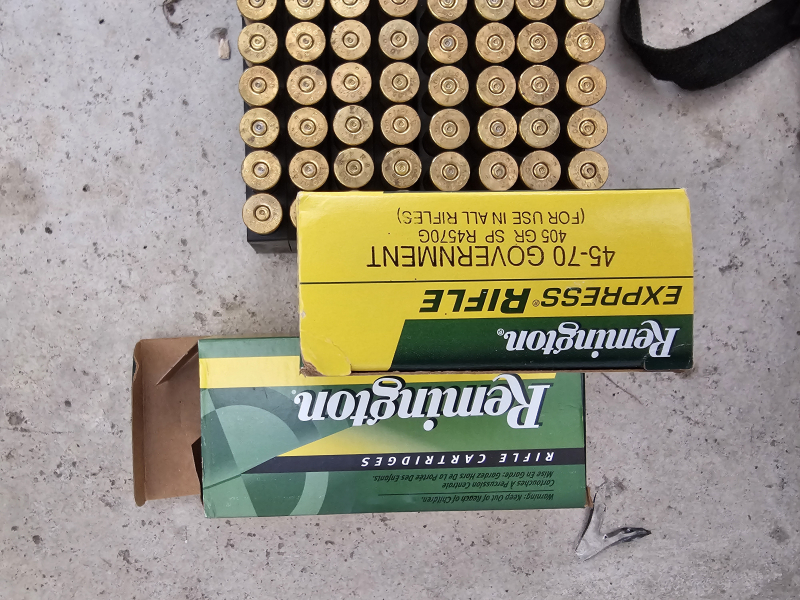 Remington®
EXPRESS® RIFLE
45-70 GOVERNMENT
405 GR SP R4570G
(FOR USE IN ALL RIFLES)
Warning: Keep Out of Reach of Children.
Cartouches À Percussion Centrale
Mise En Garde: Gardez Hors De La Portée Des Enfants.
RIFLE CARTRIDGES
Remington®